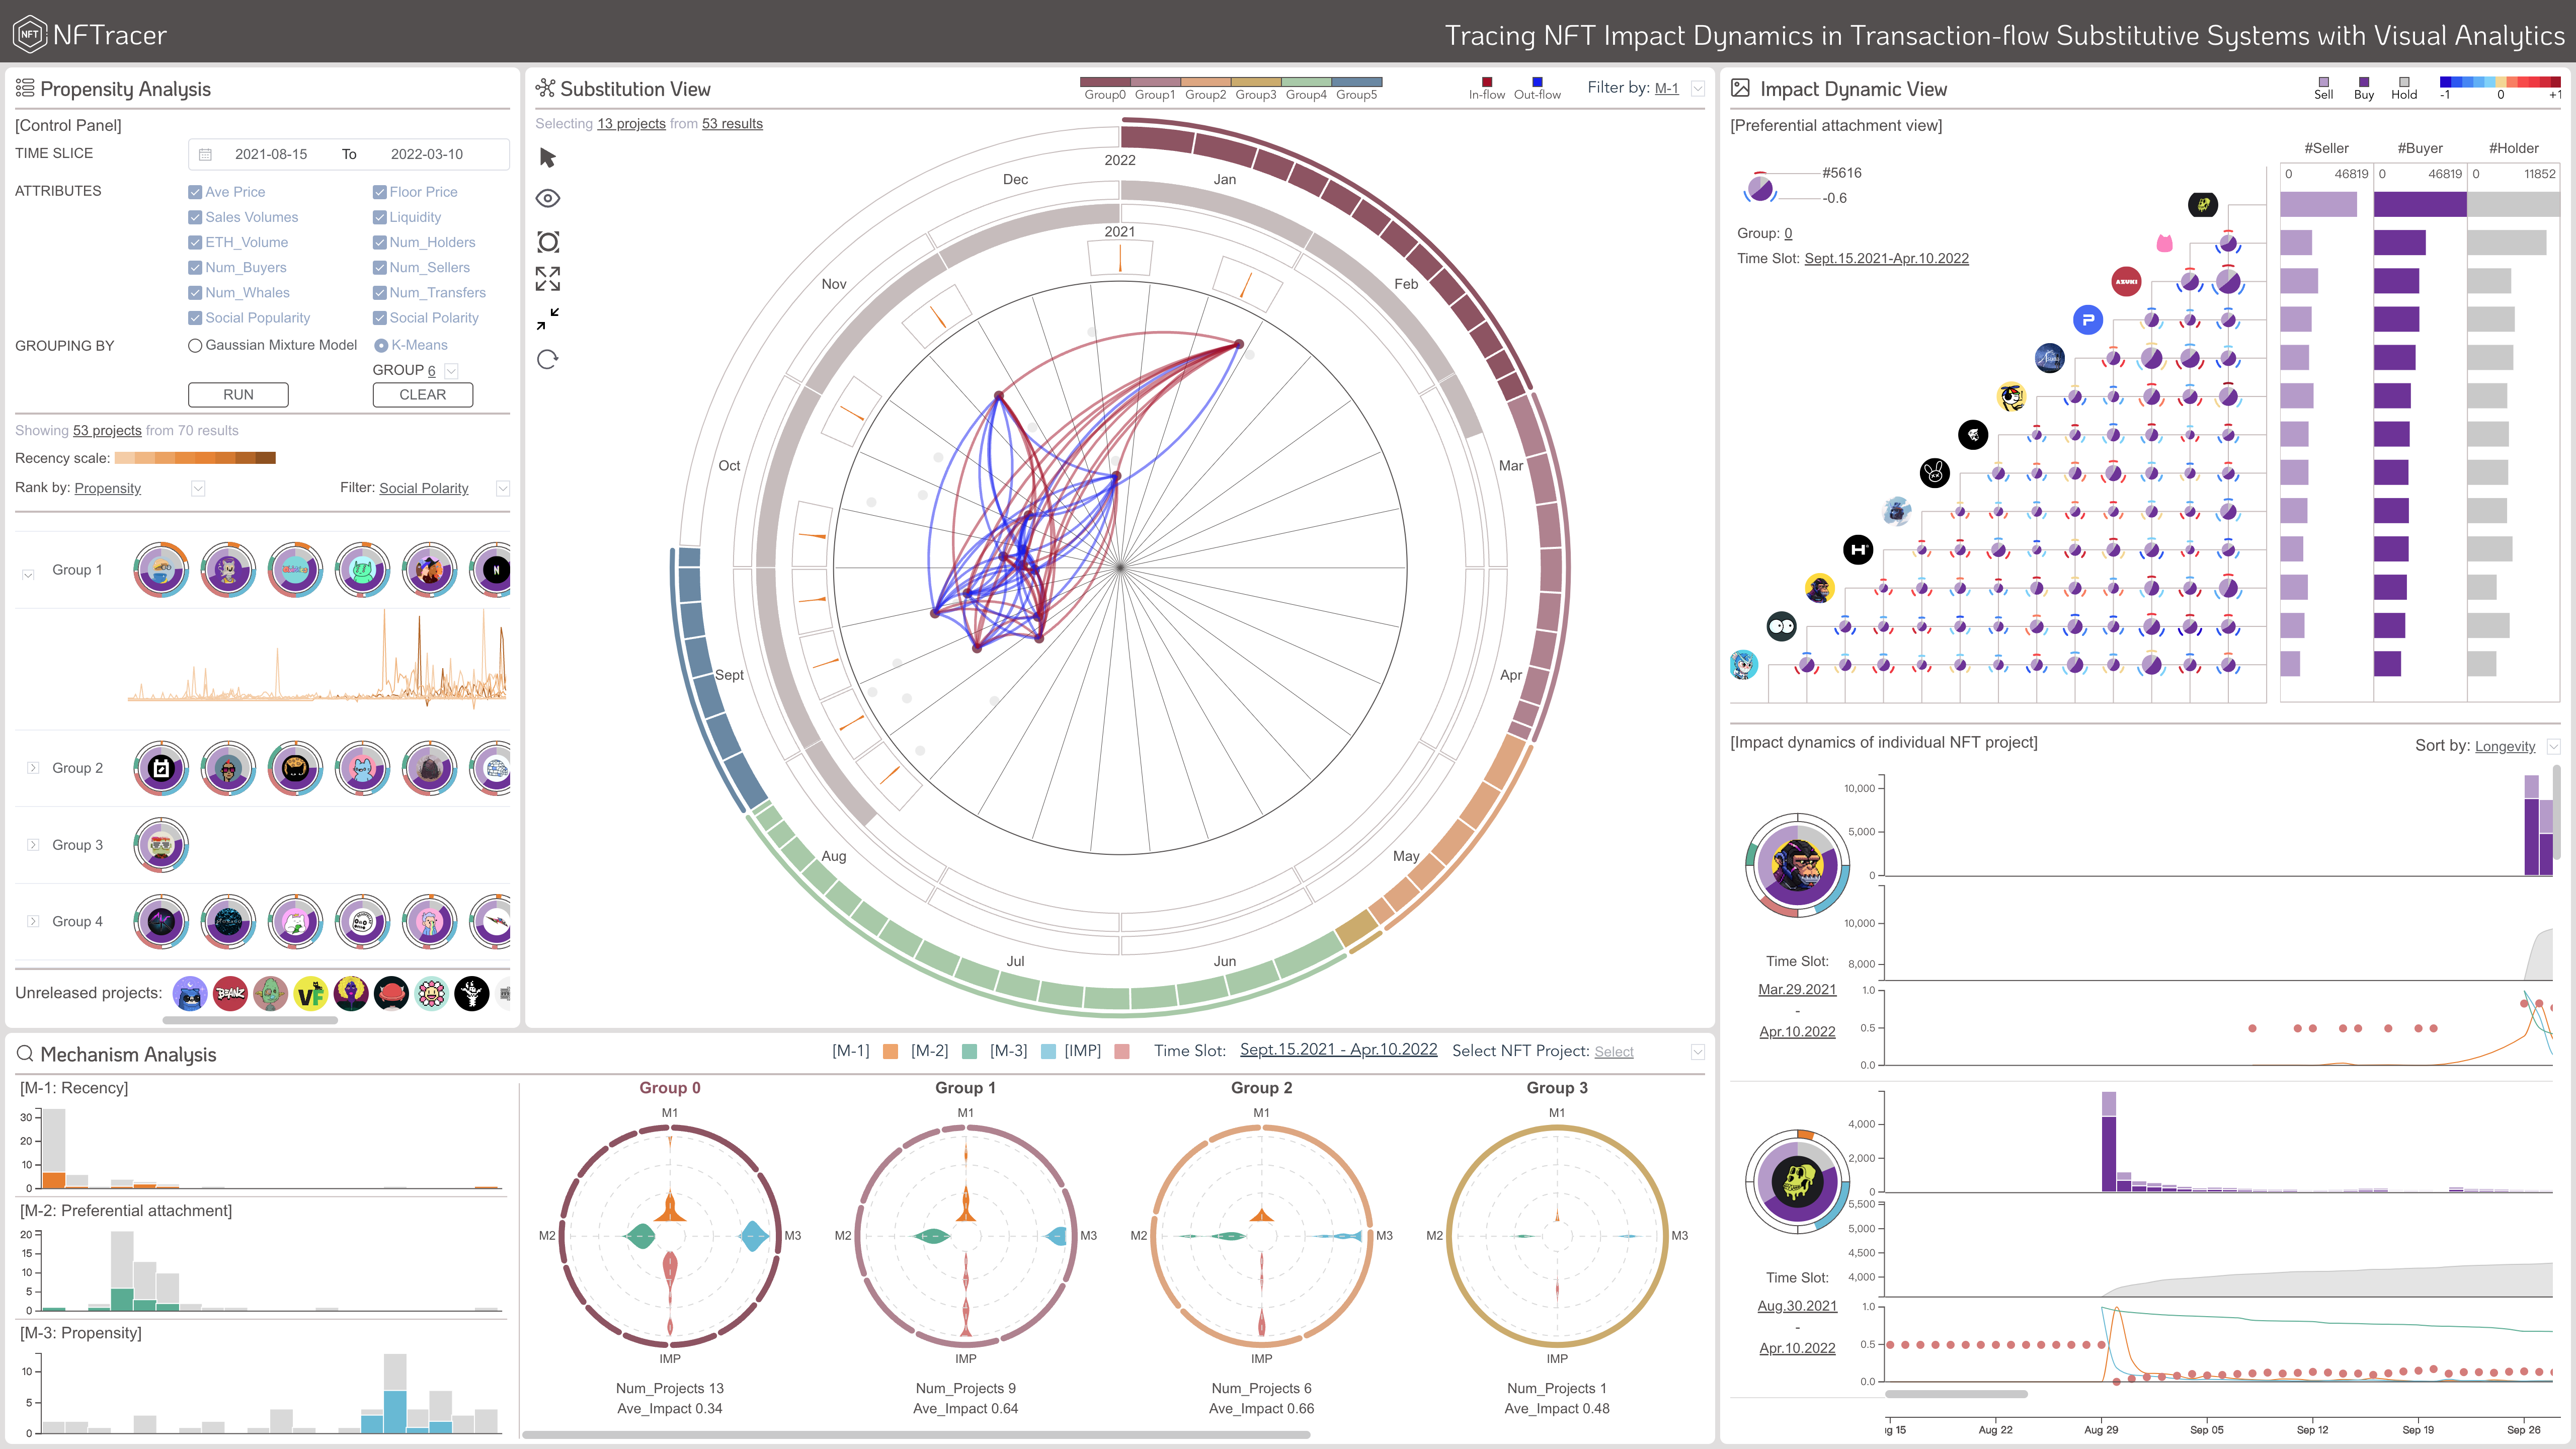 NFT NFTracer
Tracing NFT Impact Dynamics in Transaction-flow Substitutive Systems with Visual Analytics
Propensity Analysis
[Control Panel]
TIME SLICE 2021-08-15 To 2022-03-10
ATTRIBUTES Ave Price Floor Price
Sales Volumes Liquidity
ETH_Volume Num_Holders
Num_Buyers Num_Sellers
Num_Whales Num_Transfers
Social Popularity Social Polarity
GROUPING BY Gaussian Mixture Model K-Means
GROUP 6
RUN CLEAR
Showing 53 projects from 70 results
Recency scale:
Rank by: Propensity Filter: Social Polarity
Group 1
N
Group 2
Group 3
Group 4
Unreleased projects: BEANZ VF
Substitution View
Group0 Group1 Group2 Group3 Group4 Group5
In-flow Out-flow
Filter by: M-1
Selecting 13 projects from 53 results
2022
Dec Jan
2021
Nov Feb
Oct Mar
Sept Apr
Aug May
Jul Jun
Impact Dynamic View
Sell Buy Hold -1 0 +1
[Preferential attachment view]
#5616
-0.6
Group: 0
Time Slot: Sept.15.2021-Apr.10.2022
#Seller #Buyer #Holder
0 46819 0 46819 0 11852
AZUKI
P
H
[Impact dynamics of individual NFT project]
Sort by: Longevity
10,000
5,000
0
10,000
8,000
1.0
0.5
0.0
Time Slot:
Mar.29.2021
-
Apr.10.2022
4,000
2,000
0
5,500
5,000
4,500
4,000
1.0
0.5
0.0
Time Slot:
Aug.30.2021
-
Apr.10.2022
g 15 Aug 22 Aug 29 Sep 05 Sep 12 Sep 19 Sep 26
Mechanism Analysis
[M-1] [M-2] [M-3] [IMP] Time Slot: Sept.15.2021 - Apr.10.2022 Select NFT Project: Select
[M-1: Recency]
30
20
10
0
[M-2: Preferential attachment]
20
15
10
5
0
[M-3: Propensity]
10
5
0
Group 0 Group 1 Group 2 Group 3
M1 M1 M1 M1
M2 M3 M2 M3 M2 M3 M2 M3
IMP IMP IMP IMP
Num_Projects 13 Num_Projects 9 Num_Projects 6 Num_Projects 1
Ave_Impact 0.34 Ave_Impact 0.64 Ave_Impact 0.66 Ave_Impact 0.48